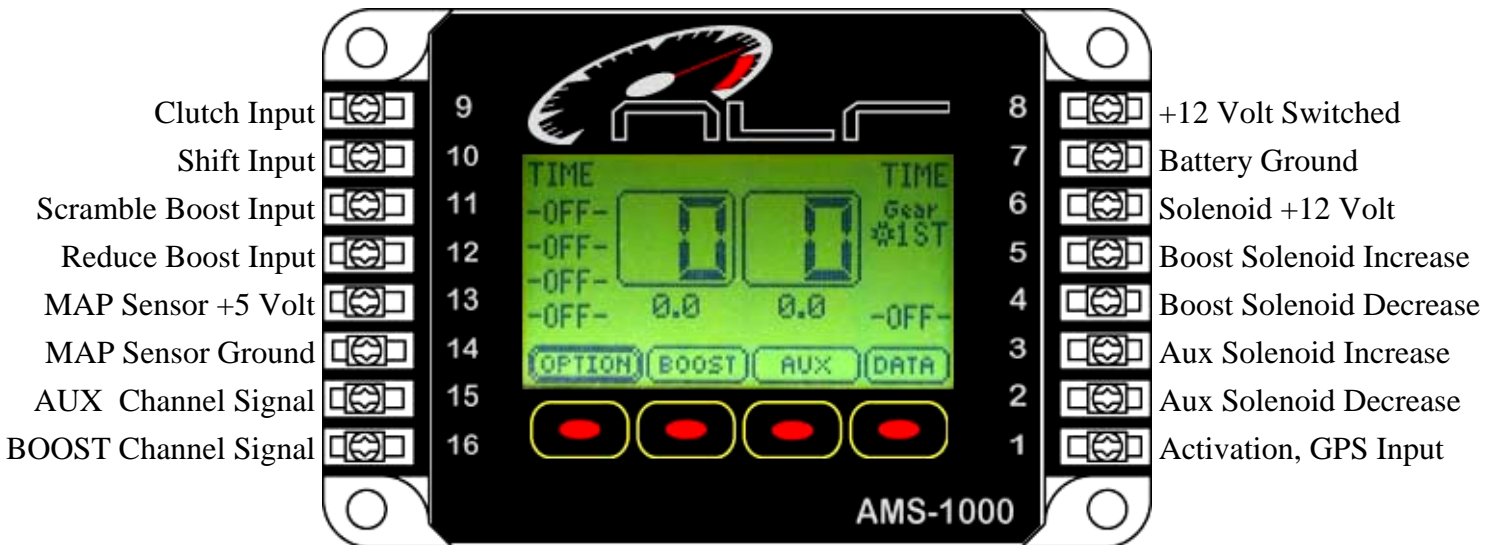 Clutch Input 9
Shift Input 10
Scramble Boost Input 11
Reduce Boost Input 12
MAP Sensor +5 Volt 13
MAP Sensor Ground 14
AUX Channel Signal 15
BOOST Channel Signal 16
TIME TIME
-OFF- Gear
-OFF- 0 0 ☼1ST
-OFF-
-OFF- 0.0 0.0 -OFF-
OPTION BOOST AUX DATA
8 +12 Volt Switched
7 Battery Ground
6 Solenoid +12 Volt
5 Boost Solenoid Increase
4 Boost Solenoid Decrease
3 Aux Solenoid Increase
2 Aux Solenoid Decrease
1 Activation, GPS Input
AMS-1000